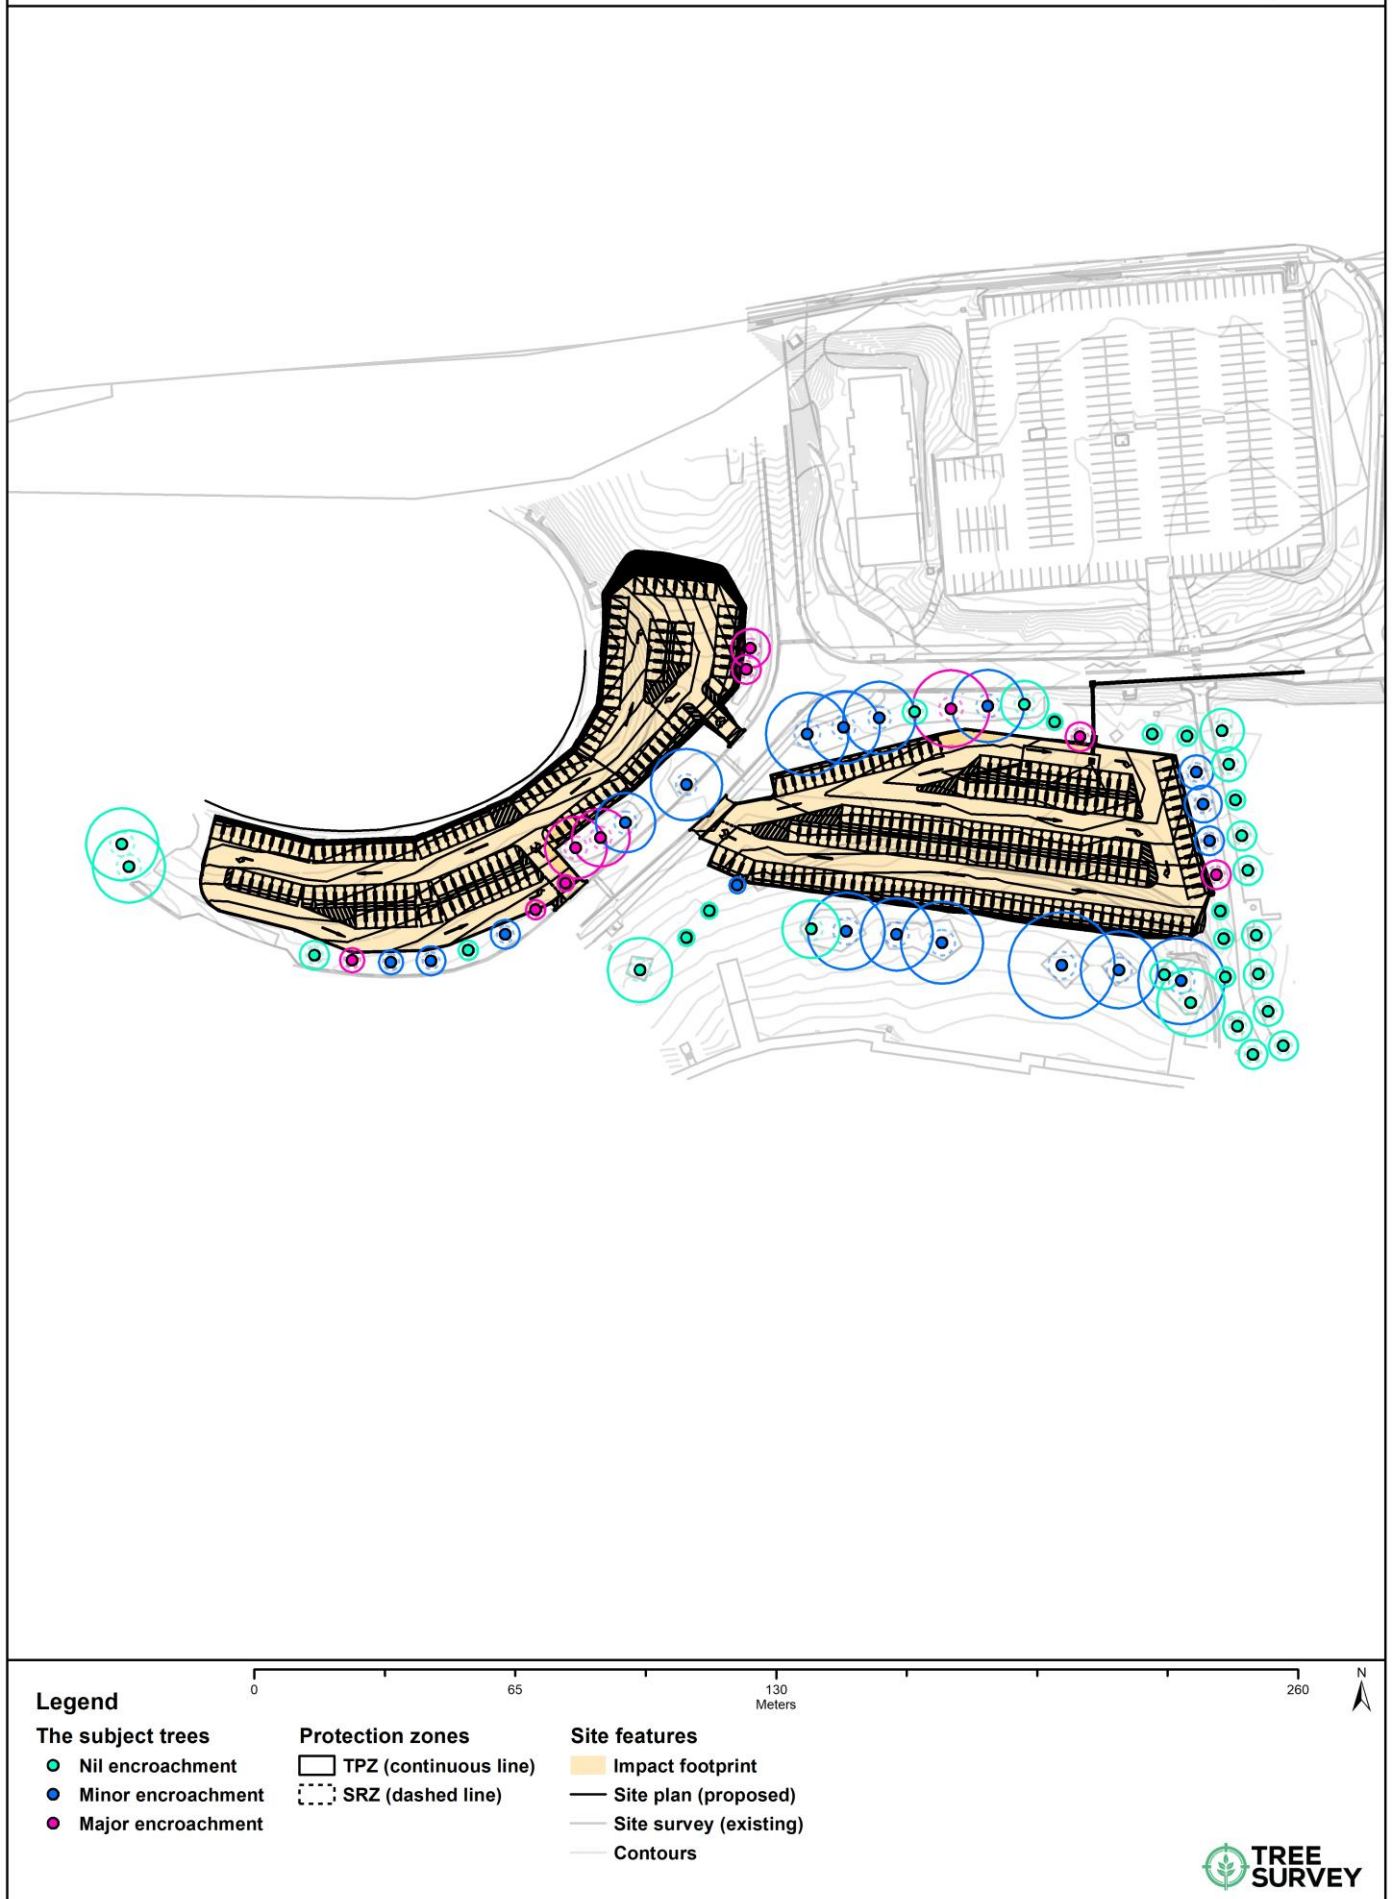 0 65 130 260
Meters
N
Legend
The subject trees
Nil encroachment
Minor encroachment
Major encroachment
Protection zones
TPZ (continuous line)
SRZ (dashed line)
Site features
Impact footprint
Site plan (proposed)
Site survey (existing)
Contours
TREE
SURVEY